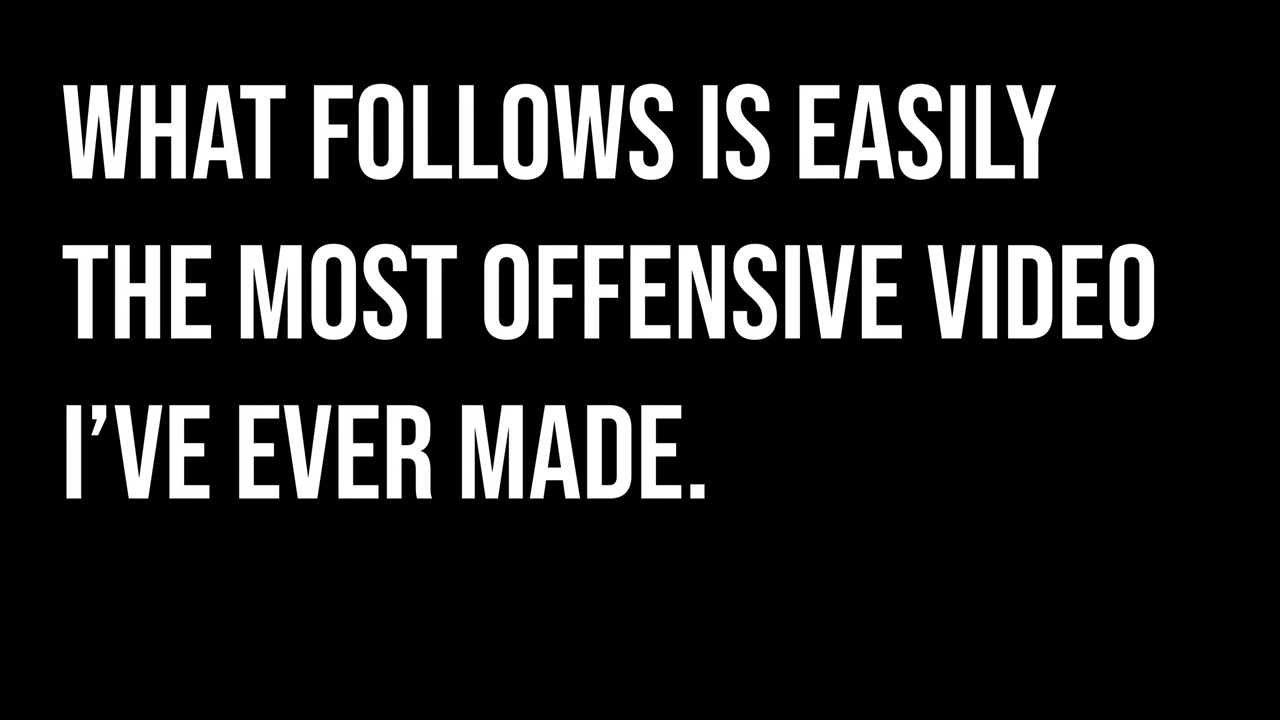 WHAT FOLLOWS IS EASILY
THE MOST OFFENSIVE VIDEO
I’VE EVER MADE.